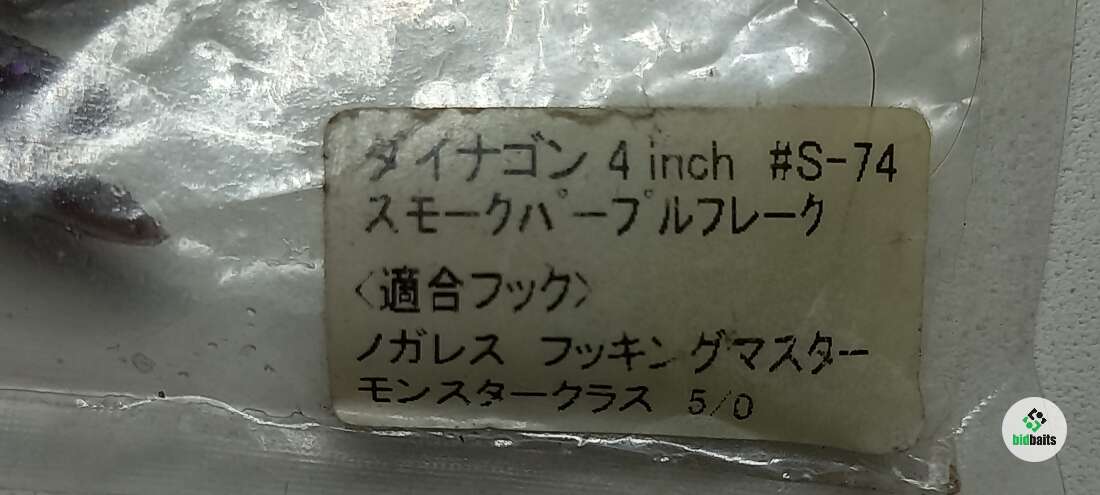 ダイナゴン 4 inch #S-74
スモークパープルフレーク
<適合フック>
ノガレス フッキングマスター
モンスタークラス 5/0
bidbaits